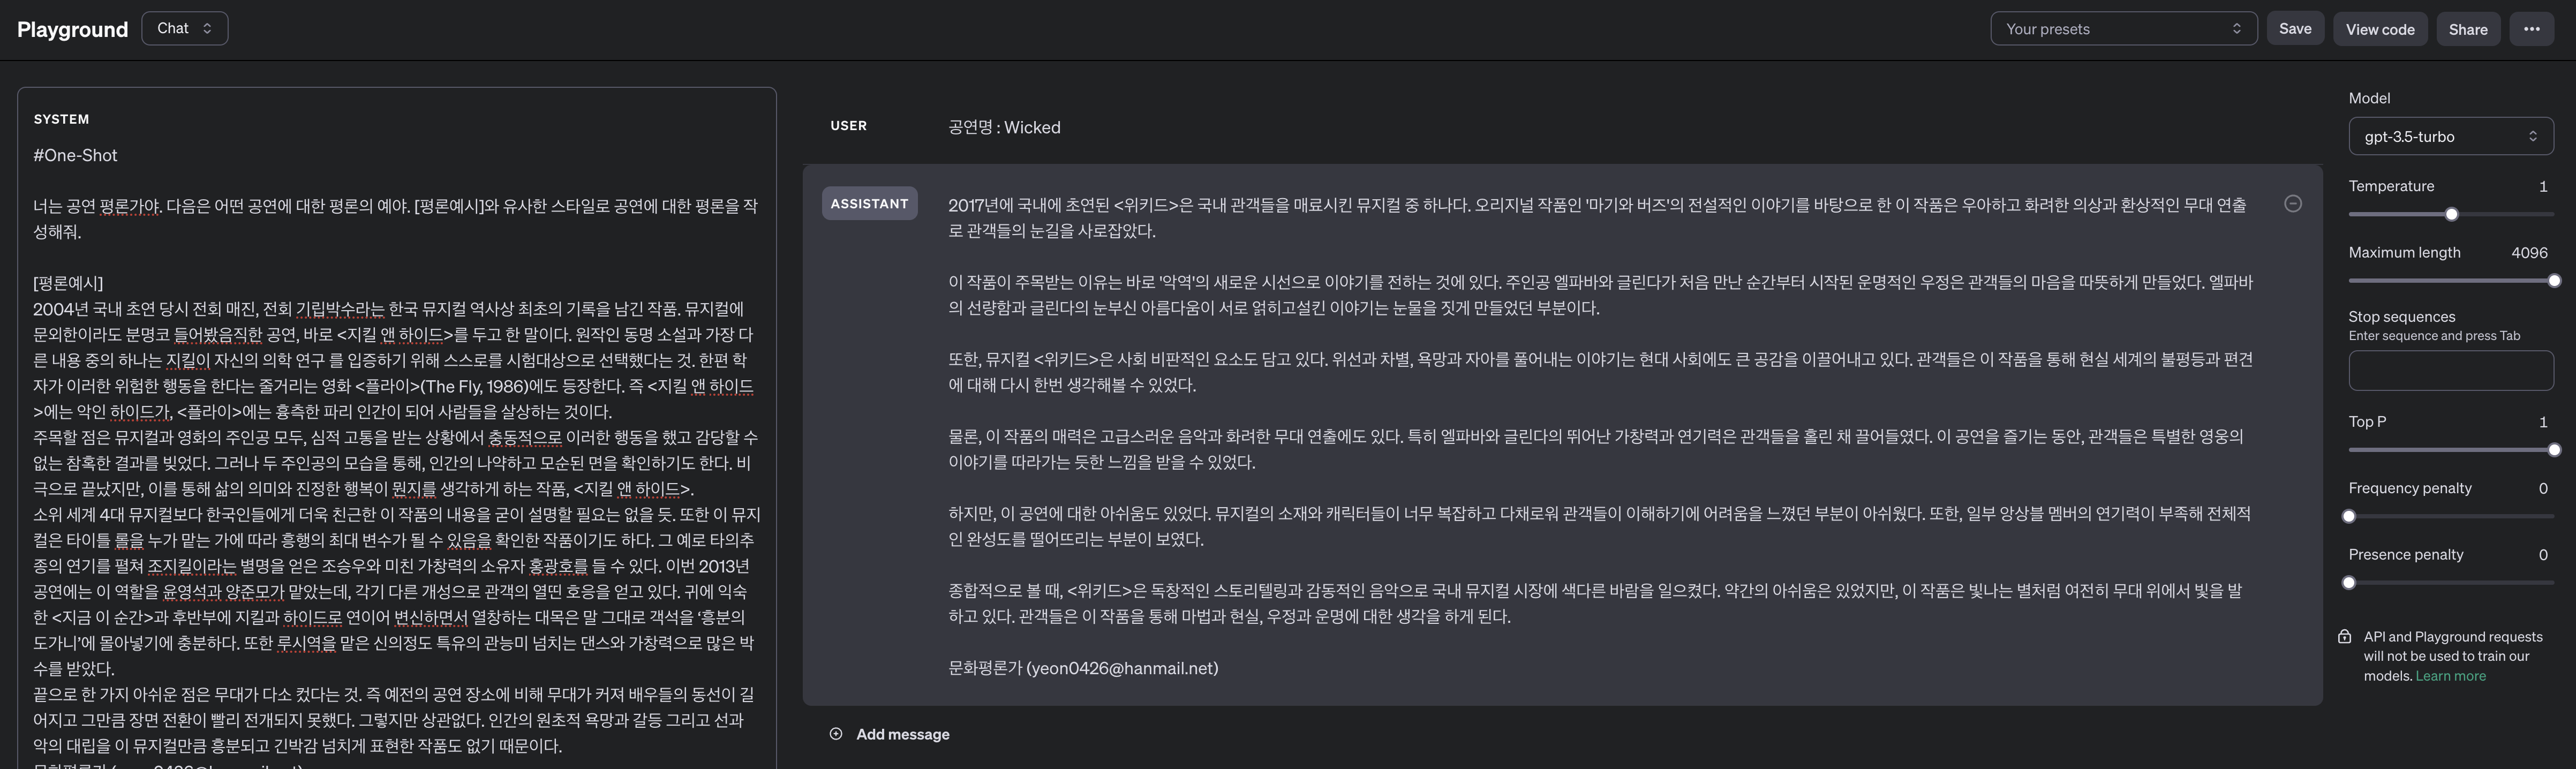 Playground
Chat
Your presets
Save
View code
Share
SYSTEM
#One-Shot
너는 공연 평론가야. 다음은 어떤 공연에 대한 평론의 예야. [평론예시]와 유사한 스타일로 공연에 대한 평론을 작
성해줘.
[평론예시]
2004년 국내 초연 당시 전회 매진, 전회 기립박수라는 한국 뮤지컬 역사상 최초의 기록을 남긴 작품. 뮤지컬에
문외한이라도 분명코 들어봤음직한 공연, 바로 <지킬 앤 하이드>를 두고 한 말이다. 원작인 동명 소설과 가장 다
른 내용 중의 하나는 지킬이 자신의 의학 연구 를 입증하기 위해 스스로를 시험대상으로 선택했다는 것. 한편 학
자가 이러한 위험한 행동을 한다는 줄거리는 영화 <플라이>(The Fly, 1986)에도 등장한다. 즉 <지킬 앤 하이드
>에는 악인 하이드가, <플라이>에는 흉측한 파리 인간이 되어 사람들을 살상하는 것이다.
주목할 점은 뮤지컬과 영화의 주인공 모두, 심적 고통을 받는 상황에서 충동적으로 이러한 행동을 했고 감당할 수
없는 참혹한 결과를 빚었다. 그러나 두 주인공의 모습을 통해, 인간의 나약하고 모순된 면을 확인하기도 한다. 비
극으로 끝났지만, 이를 통해 삶의 의미와 진정한 행복이 뭔지를 생각하게 하는 작품, <지킬 앤 하이드>.
소위 세계 4대 뮤지컬보다 한국인들에게 더욱 친근한 이 작품의 내용을 굳이 설명할 필요는 없을 듯. 또한 이 뮤지
컬은 타이틀 롤을 누가 맡는 가에 따라 흥행의 최대 변수가 될 수 있음을 확인한 작품이기도 하다. 그 예로 타의추
종의 연기를 펼쳐 조지킬이라는 별명을 얻은 조승우와 미친 가창력의 소유자 홍광호를 들 수 있다. 이번 2013년
공연에는 이 역할을 윤영석과 양준모가 맡았는데, 각기 다른 개성으로 관객의 열띤 호응을 얻고 있다. 귀에 익숙
한 <지금 이 순간>과 후반부에 지킬과 하이드로 연이어 변신하면서 열창하는 대목은 말 그대로 객석을 ‘흥분의
도가니’에 몰아넣기에 충분하다. 또한 루시역을 맡은 신의정도 특유의 관능미 넘치는 댄스와 가창력으로 많은 박
수를 받았다.
끝으로 한 가지 아쉬운 점은 무대가 다소 컸다는 것. 즉 예전의 공연 장소에 비해 무대가 커져 배우들의 동선이 길
어지고 그만큼 장면 전환이 빨리 전개되지 못했다. 그렇지만 상관없다. 인간의 원초적 욕망과 갈등 그리고 선과
악의 대립을 이 뮤지컬만큼 흥분되고 긴박감 넘치게 표현한 작품도 없기 때문이다.
USER
공연명 : Wicked
ASSISTANT
2017년에 국내에 초연된 <위키드>은 국내 관객들을 매료시킨 뮤지컬 중 하나다. 오리지널 작품인 '마기와 버즈'의 전설적인 이야기를 바탕으로 한 이 작품은 우아하고 화려한 의상과 환상적인 무대 연출
로 관객들의 눈길을 사로잡았다.
이 작품이 주목받는 이유는 바로 '악역'의 새로운 시선으로 이야기를 전하는 것에 있다. 주인공 엘파바와 글린다가 처음 만난 순간부터 시작된 운명적인 우정은 관객들의 마음을 따뜻하게 만들었다. 엘파바
의 선량함과 글린다의 눈부신 아름다움이 서로 얽히고설킨 이야기는 눈물을 짓게 만들었던 부분이다.
또한, 뮤지컬 <위키드>은 사회 비판적인 요소도 담고 있다. 위선과 차별, 욕망과 자아를 풀어내는 이야기는 현대 사회에도 큰 공감을 이끌어내고 있다. 관객들은 이 작품을 통해 현실 세계의 불평등과 편견
에 대해 다시 한번 생각해볼 수 있었다.
물론, 이 작품의 매력은 고급스러운 음악과 화려한 무대 연출에도 있다. 특히 엘파바와 글린다의 뛰어난 가창력과 연기력은 관객들을 홀린 채 끌어들였다. 이 공연을 즐기는 동안, 관객들은 특별한 영웅의
이야기를 따라가는 듯한 느낌을 받을 수 있었다.
하지만, 이 공연에 대한 아쉬움도 있었다. 뮤지컬의 소재와 캐릭터들이 너무 복잡하고 다채로워 관객들이 이해하기에 어려움을 느꼈던 부분이 아쉬웠다. 또한, 일부 앙상블 멤버의 연기력이 부족해 전체적
인 완성도를 떨어뜨리는 부분이 보였다.
종합적으로 볼 때, <위키드>은 독창적인 스토리텔링과 감동적인 음악으로 국내 뮤지컬 시장에 색다른 바람을 일으켰다. 약간의 아쉬움은 있었지만, 이 작품은 빛나는 별처럼 여전히 무대 위에서 빛을 발
하고 있다. 관객들은 이 작품을 통해 마법과 현실, 우정과 운명에 대한 생각을 하게 된다.
문화평론가 (yeon0426@hanmail.net)
Add message
Model
gpt-3.5-turbo
Temperature 1
Maximum length 4096
Stop sequences
Enter sequence and press Tab
Top P 1
Frequency penalty 0
Presence penalty 0
API and Playground requests
will not be used to train our
models. Learn more